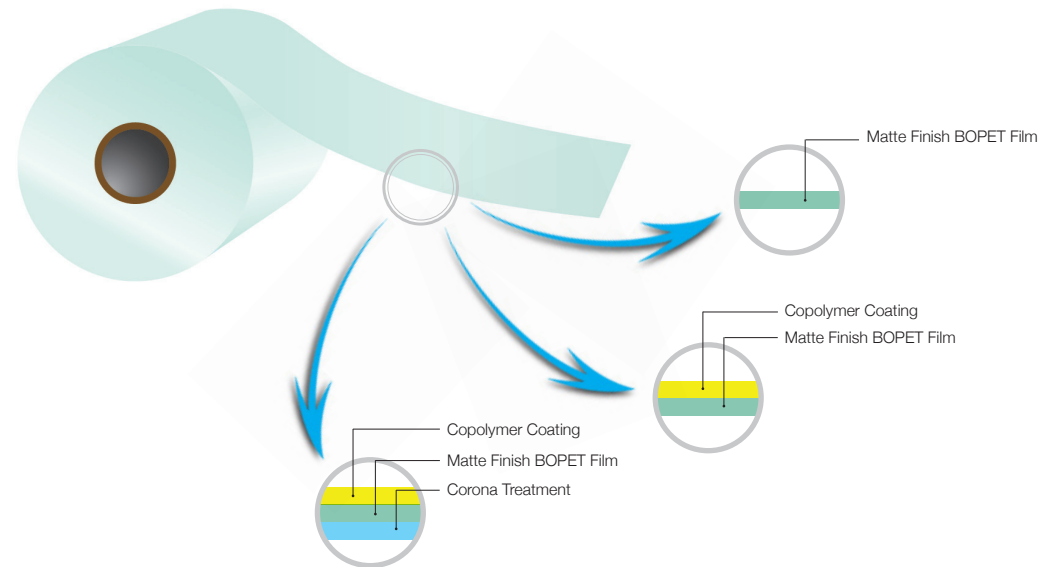 Matte Finish BOPET Film
Copolymer Coating
Matte Finish BOPET Film
Copolymer Coating
Matte Finish BOPET Film
Corona Treatment